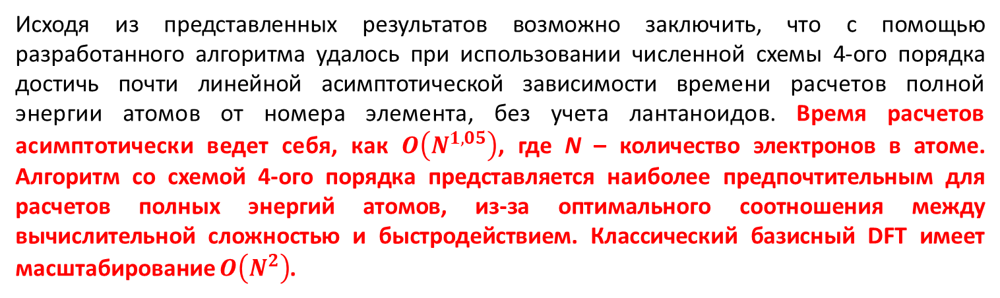 Исходя из представленных результатов возможно заключить, что с помощью
разработанного алгоритма удалось при использовании численной схемы 4-ого порядка
достичь почти линейной асимптотической зависимости времени расчетов полной
энергии атомов от номера элемента, без учета лантаноидов. Время расчетов
асимптотически ведет себя, как O(N^{1,05}), где N – количество электронов в атоме.
Алгоритм со схемой 4-ого порядка представляется наиболее предпочтительным для
расчетов полных энергий атомов, из-за оптимального соотношения между
вычислительной сложностью и быстродействием. Классический базисный DFT имеет
масштабирование O(N^2).